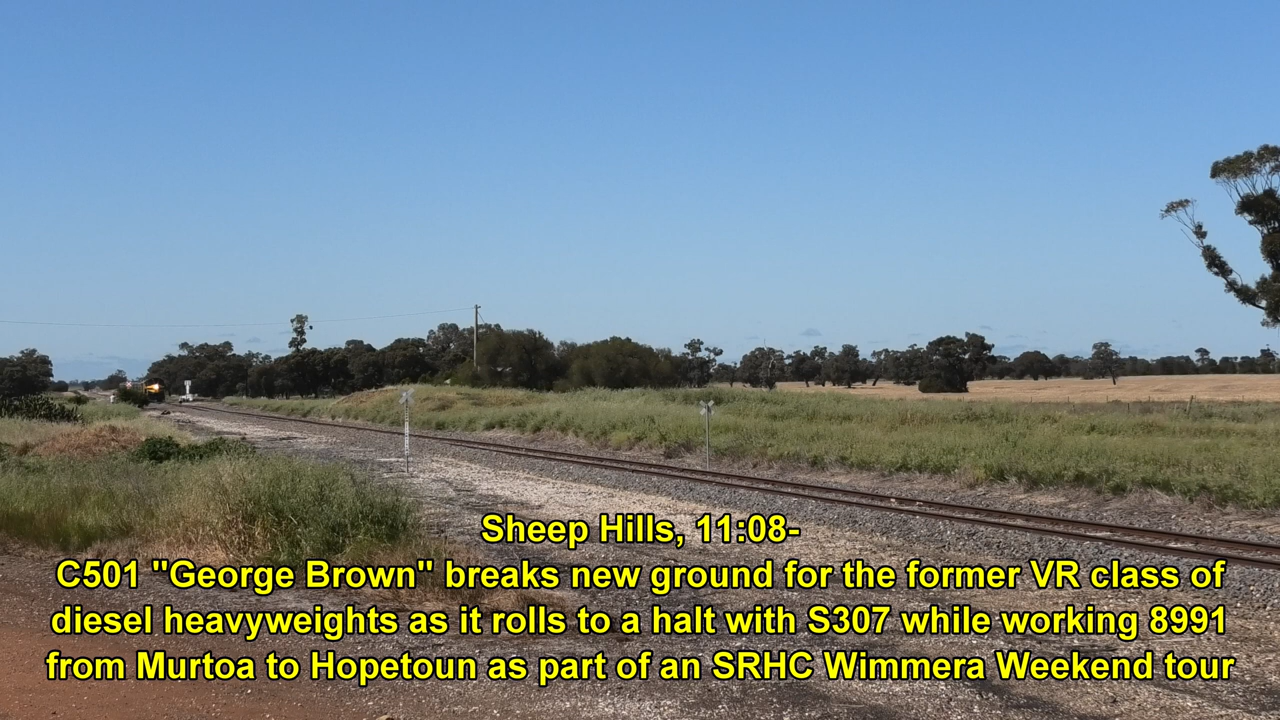 Sheep Hills, 11:08-
C501 "George Brown" breaks new ground for the former VR class of
diesel heavyweights as it rolls to a halt with S307 while working 8991
from Murtoa to Hopetoun as part of an SRHC Wimmera Weekend tour